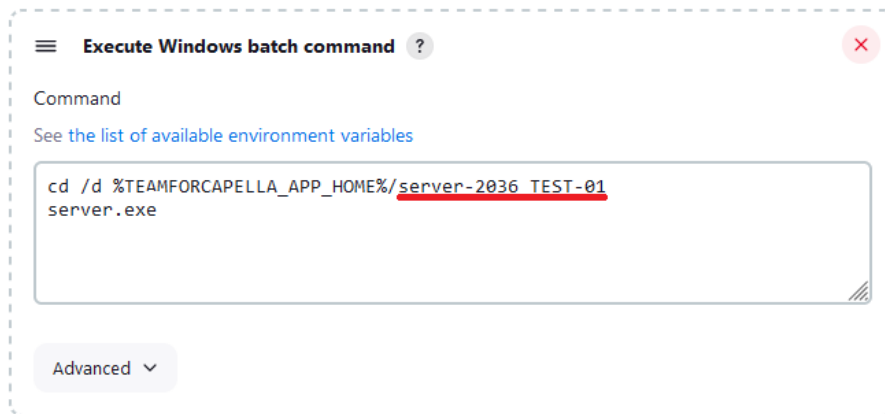 Execute Windows batch command ?
Command
See the list of available environment variables
cd /d %TEAMFORCAPELLA_APP_HOME%/server-2036_TEST-01
server.exe
Advanced